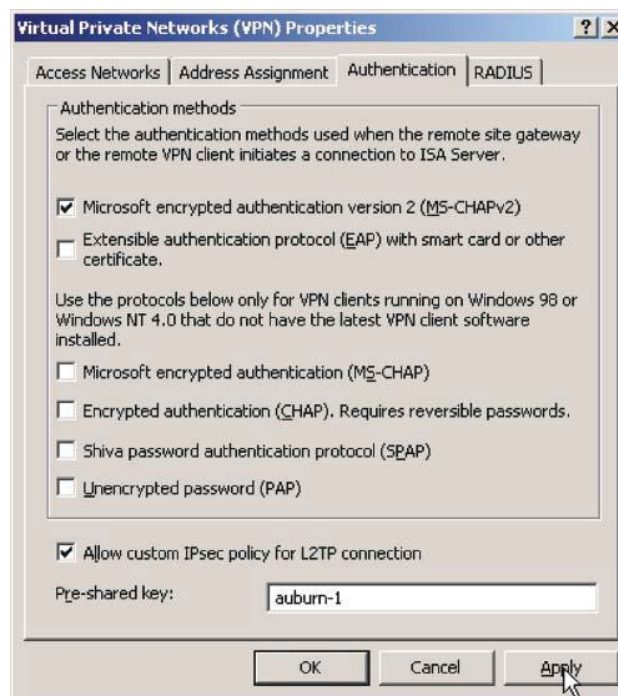 Virtual Private Networks (VPN) Properties
Access Networks
Address Assignment
Authentication
RADIUS
Authentication methods
Select the authentication methods used when the remote site gateway
or the remote VPN client initiates a connection to ISA Server.
Microsoft encrypted authentication version 2 (MS-CHAPv2)
Extensible authentication protocol (EAP) with smart card or other
certificate.
Use the protocols below only for VPN clients running on Windows 98 or
Windows NT 4.0 that do not have the latest VPN client software
installed.
Microsoft encrypted authentication (MS-CHAP)
Encrypted authentication (CHAP). Requires reversible passwords.
Shiva password authentication protocol (SPAP)
Unencrypted password (PAP)
Allow custom IPsec policy for L2TP connection
Pre-shared key:
auburn-1
OK
Cancel
Apply